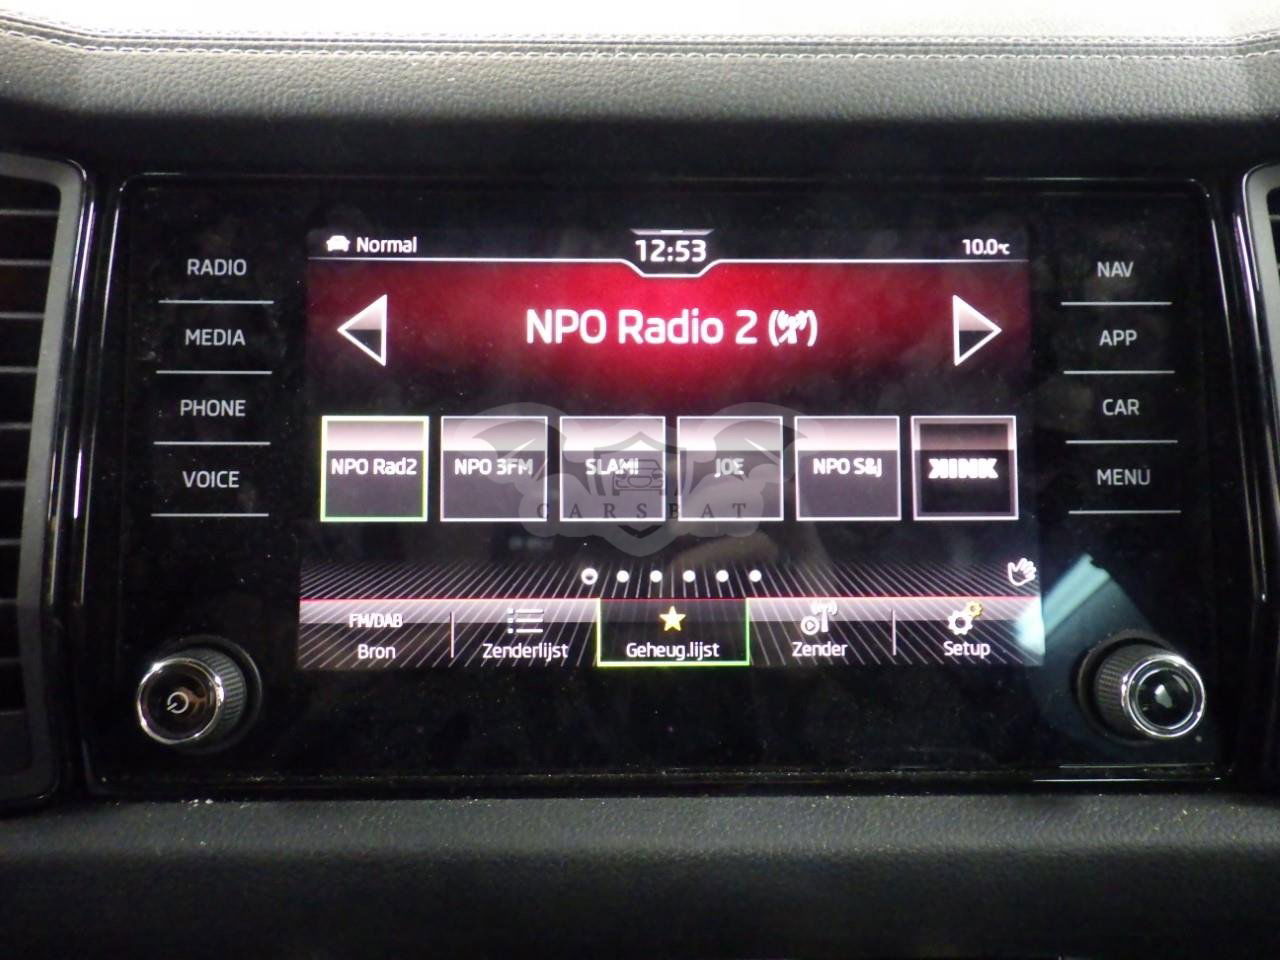 Normal 12:53 10.0°C
RADIO
MEDIA
PHONE
VOICE
NPO Radio 2
NPO Rad2 NPO 3FM SLAM! JOE NPO S&J KINK
CARSEAT
FM/DAB
Bron Zenderlijst Geheug.lijst Zender Setup
NAV
APP
CAR
MENU